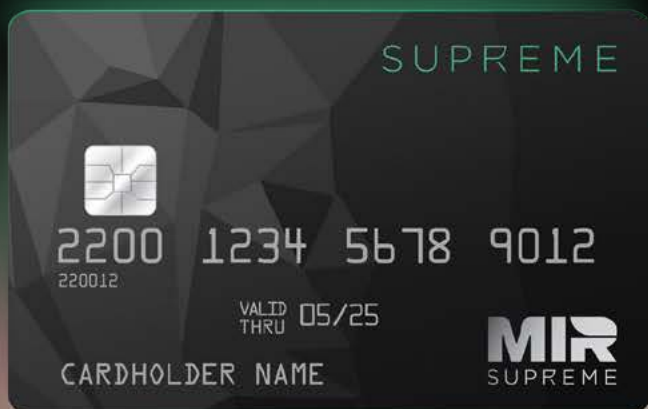 SUPREME
2200 1234 5678 9012
220012
VALID
THRU 05/25
CARDHOLDER NAME
MIR
SUPREME